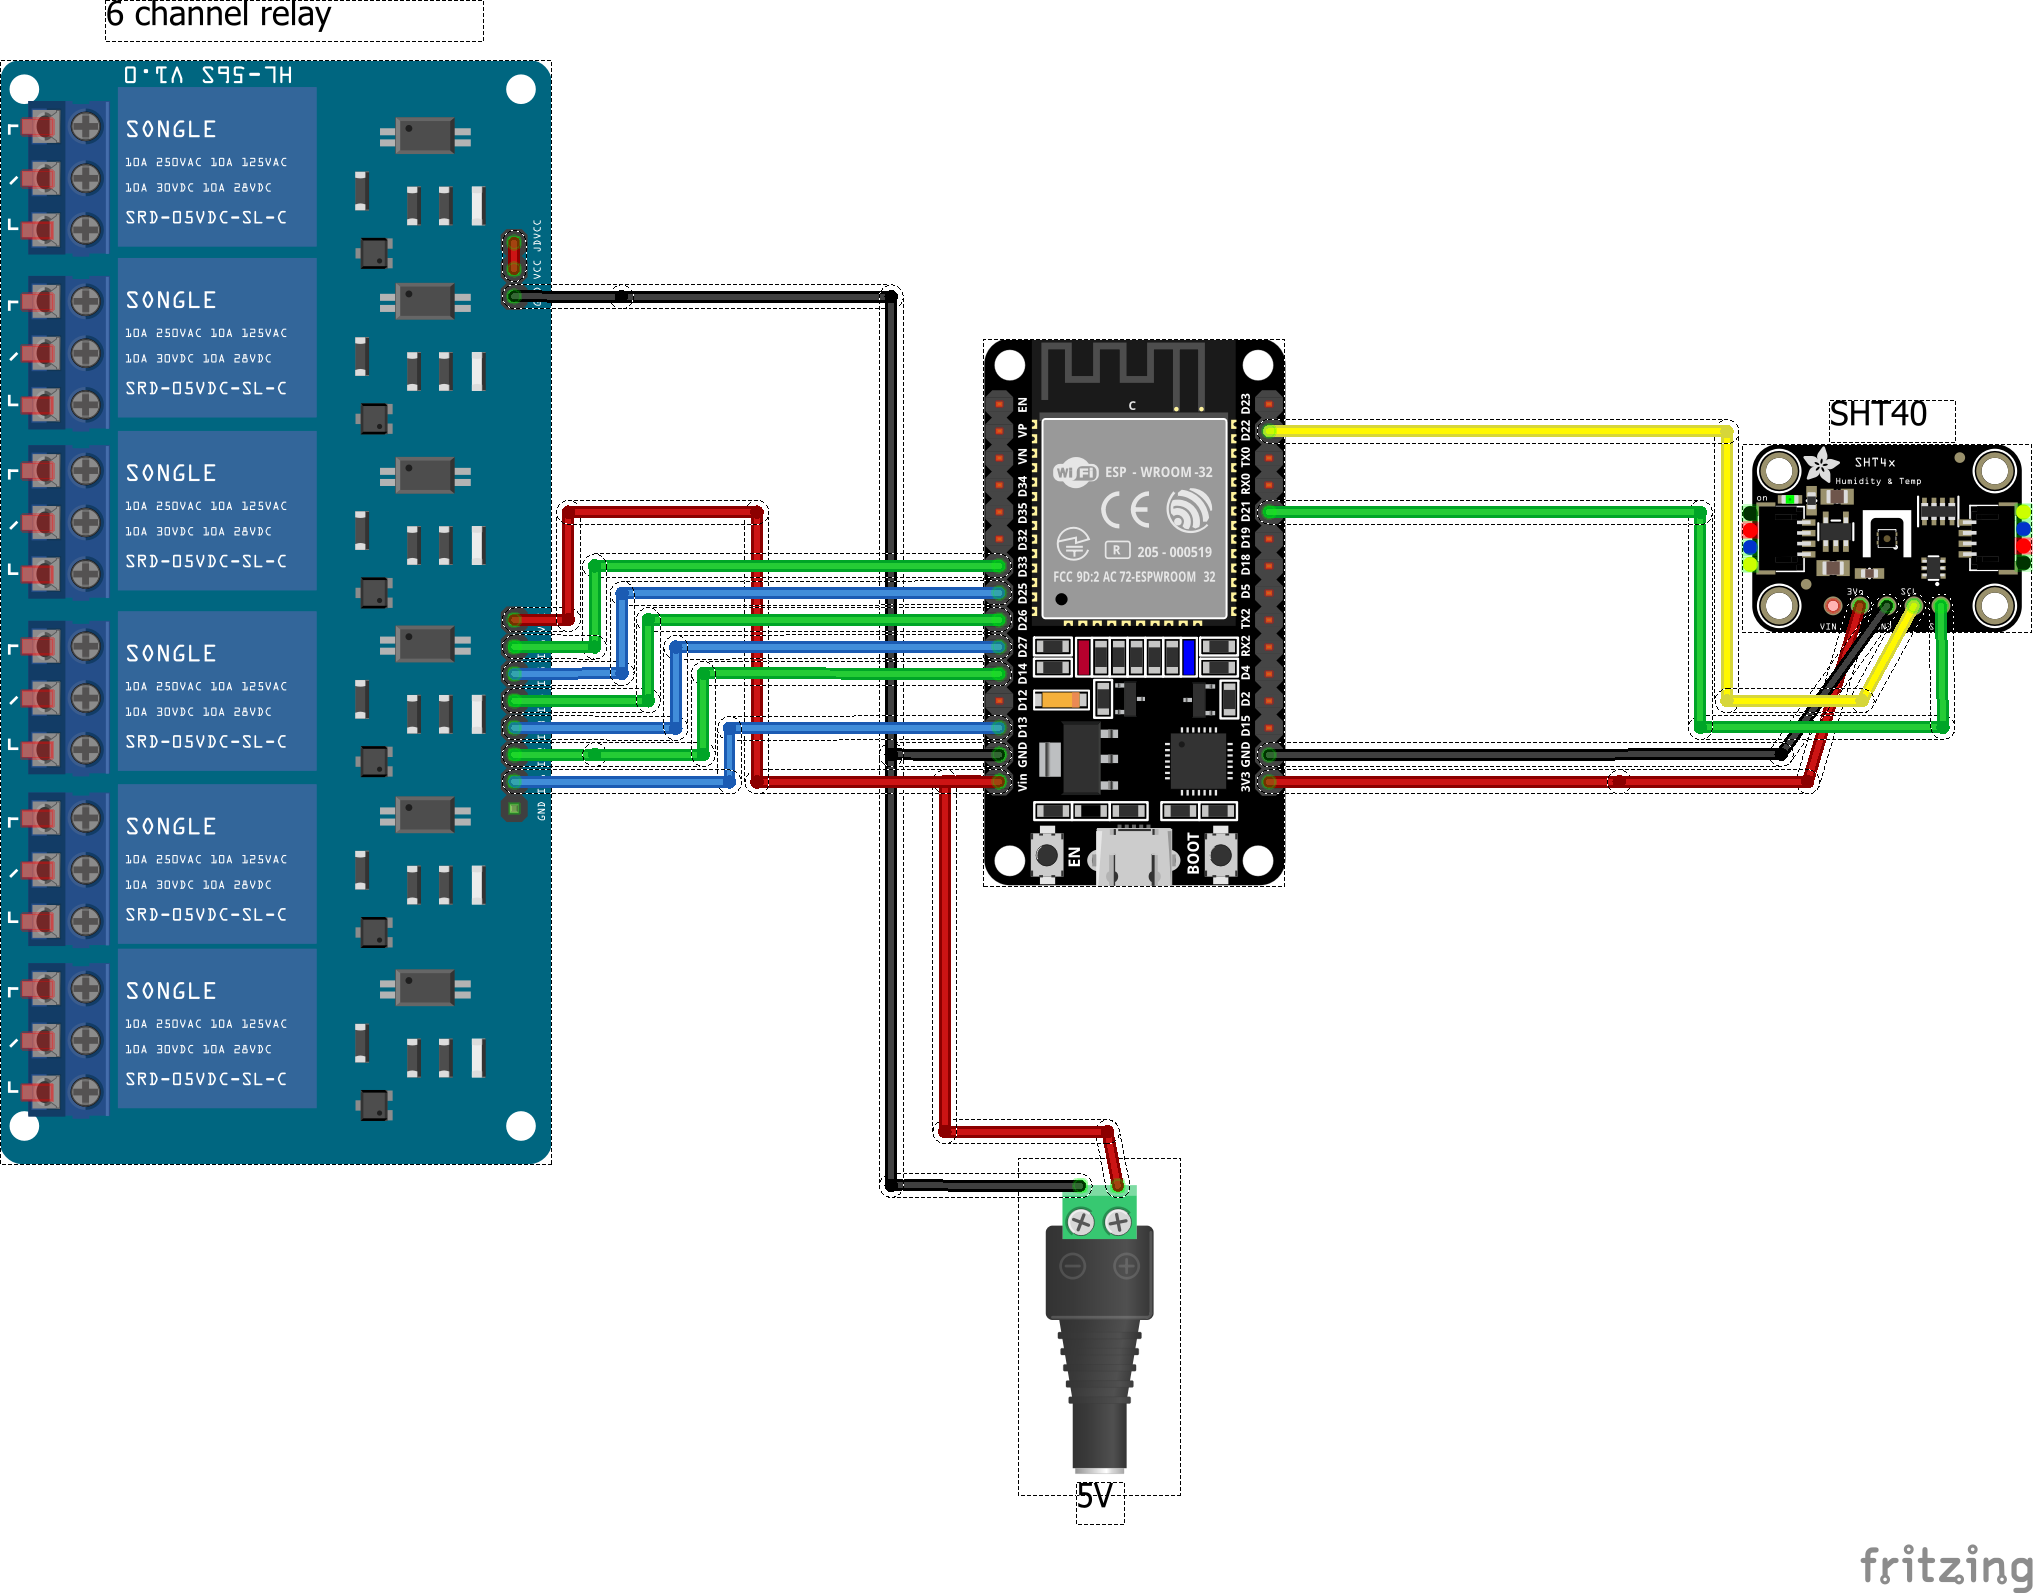 6 channel relay
HL-56S V1.0
SONGLE
10A 250VAC 10A 125VAC
10A 30VDC 10A 28VDC
SRD-05VDC-SL-C
SONGLE
10A 250VAC 10A 125VAC
10A 30VDC 10A 28VDC
SRD-05VDC-SL-C
SONGLE
10A 250VAC 10A 125VAC
10A 30VDC 10A 28VDC
SRD-05VDC-SL-C
SONGLE
10A 250VAC 10A 125VAC
10A 30VDC 10A 28VDC
SRD-05VDC-SL-C
SONGLE
10A 250VAC 10A 125VAC
10A 30VDC 10A 28VDC
SRD-05VDC-SL-C
SONGLE
10A 250VAC 10A 125VAC
10A 30VDC 10A 28VDC
SRD-05VDC-SL-C
VCC JDVCC
GND
EN
VP
VN
D34
D35
D32
D33
D25
D26
D27
D14
D12
D13
GND
Vin
C
WiFi ESP - WROOM -32
CE
R 205 - 000519
FCC 9D:2 AC 72-ESPWROOM 32
D23
D22
TX0
RX0
D21
D19
D18
D5
TX2
RX2
D4
D2
D15
GND
3V3
EN
BOOT
SHT40
SHT4x
Humidity & Temp
on
VIN
3Vo
SCL
5V
fritzing